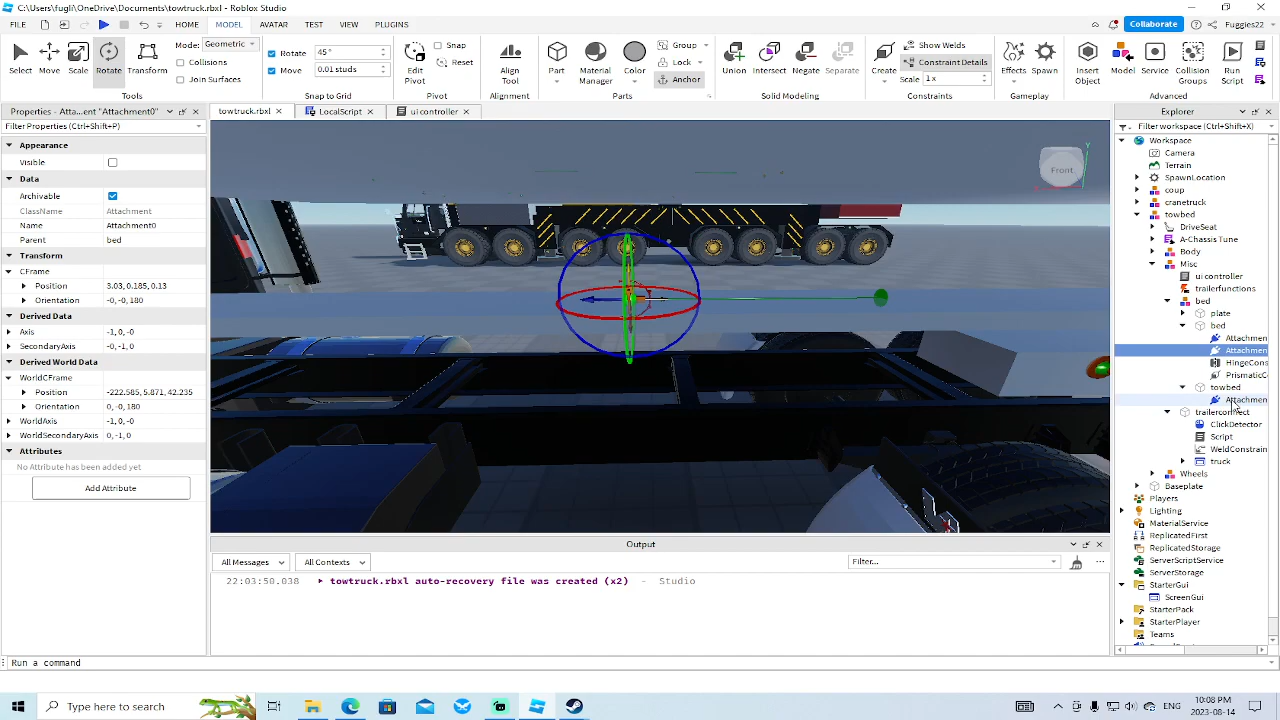 C:\Users\fugli\OneDrive\Documents\towtruck.rbxl - Roblox Studio
FILE HOME MODEL AVATAR TEST VIEW PLUGINS Collaborate Fuggles22
Mode: Geometric Rotate 45° Snap Group Show Welds
Collisions Move 0.01 studs Reset Lock Constraint Details
Join Surfaces Anchor Scale 1 x
Select Move Scale Rotate Transform Edit Pivot Align Tool Part Material Manager Color Union Intersect Negate Separate Create Effects Spawn Insert Object Model Service Collision Groups Run Script
Tools Snap to Grid Pivot Alignment Parts Solid Modeling Constraints Gameplay Advanced
Properties - Atta...ent "Attachment0"
towtruck.rbxl LocalScript ui controller
Explorer
Filter Properties (Ctrl+Shift+P)
Filter workspace (Ctrl+Shift+X)
Appearance
Visible
Data
Archivable
ClassName Attachment
Name Attachment0
Parent bed
Transform
CFrame
Position 3.03, 0.185, 0.13
Orientation -0, -0, 180
Derived Data
Axis -1, 0, -0
SecondaryAxis -0, -1, 0
Derived World Data
WorldCFrame
Position -222.585, 5.871, 42.235
Orientation 0, -0, 180
WorldAxis -1, 0, -0
WorldSecondaryAxis 0, -1, 0
Attributes
No Attribute has been added yet
Add Attribute
Front
Y
Workspace
Camera
Terrain
SpawnLocation
coup
cranetruck
towbed
DriveSeat
A-Chassis Tune
Body
Misc
ui controller
trailerfunctions
bed
plate
bed
Attachmen
Attachmen
HingeCons
PrismaticC
towbed
Attachmen
trailerconnect
ClickDetector
Script
WeldConstrain
truck
Wheels
Baseplate
Players
Lighting
MaterialService
ReplicatedFirst
ReplicatedStorage
ServerScriptService
ServerStorage
StarterGui
ScreenGui
StarterPack
StarterPlayer
Teams
Output
All Messages All Contexts Filter...
22:03:50.038 towtruck.rbxl auto-recovery file was created (x2) - Studio
Run a command
Type here to search
ENG
10:08 PM
2023-08-14